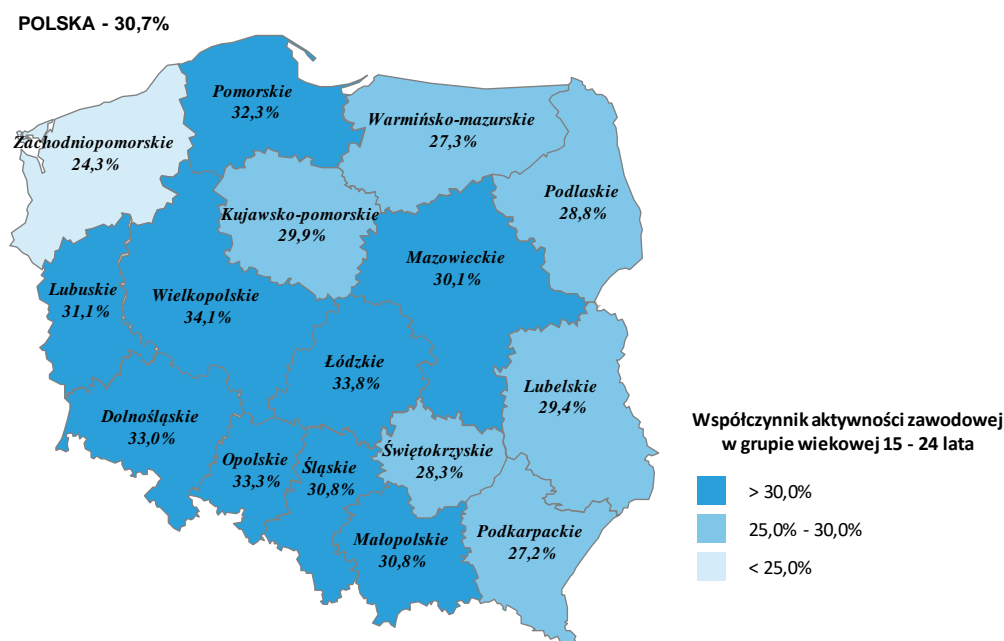 POLSKA - 30,7%
Pomorskie
32,3%
Warmińsko-mazurskie
27,3%
Zachodniopomorskie
24,3%
Podlaskie
28,8%
Kujawsko-pomorskie
29,9%
Mazowieckie
30,1%
Lubuskie
31,1%
Wielkopolskie
34,1%
Łódzkie
33,8%
Lubelskie
29,4%
Dolnośląskie
33,0%
Opolskie
33,3%
Śląskie
30,8%
Świętokrzyskie
28,3%
Małopolskie
30,8%
Podkarpackie
27,2%
Współczynnik aktywności zawodowej
w grupie wiekowej 15 - 24 lata
> 30,0%
25,0% - 30,0%
< 25,0%